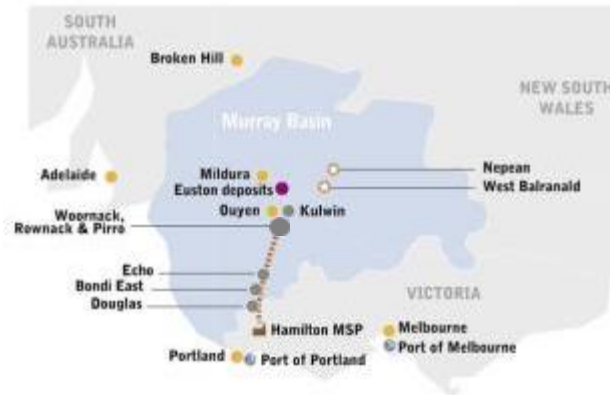 SOUTH
AUSTRALIA
Broken Hill
NEW SOUTH
WALES
Murray Basin
Adelaide
Mildura
Euston deposits
Nepean
West Balranald
Ouyen
Kulwin
Woornack,
Rownack & Pirro
Echo
Bondi East
Douglas
VICTORIA
Hamilton MSP
Melbourne
Port of Melbourne
Portland
Port of Portland